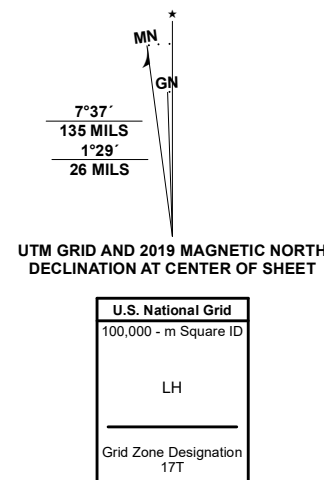 ★
MN
GN
7°37´
135 MILS
1°29´
26 MILS
UTM GRID AND 2019 MAGNETIC NORTH
DECLINATION AT CENTER OF SHEET
U.S. National Grid
100,000 - m Square ID
LH
Grid Zone Designation
17T